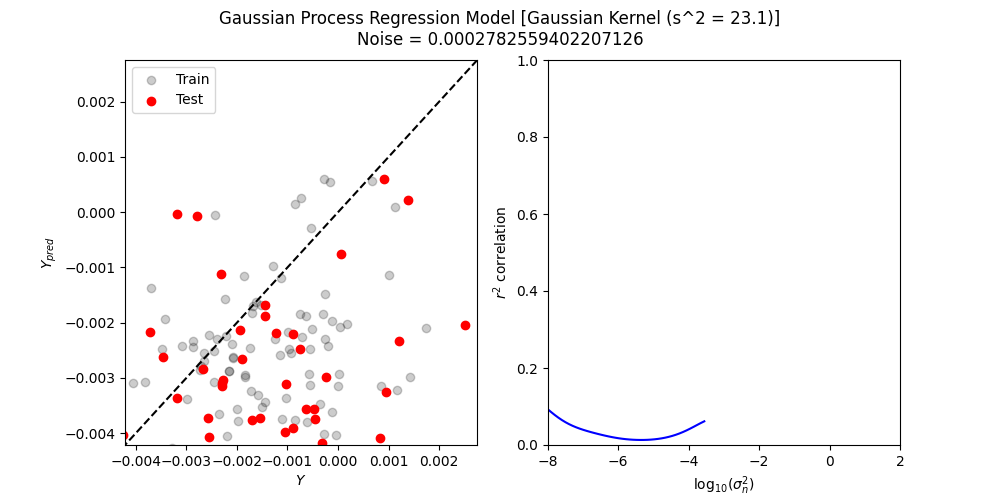 Gaussian Process Regression Model [Gaussian Kernel (s^2 = 23.1)]
Noise = 0.0002782559402207126
Train
Test
0.002
0.001
0.000
−0.001
−0.002
−0.003
−0.004
Y_pred
−0.004 −0.003 −0.002 −0.001 0.000 0.001 0.002
Y
1.0
0.8
0.6
0.4
0.2
0.0
r² correlation
−8 −6 −4 −2 0 2
log₁₀(σₙ²)